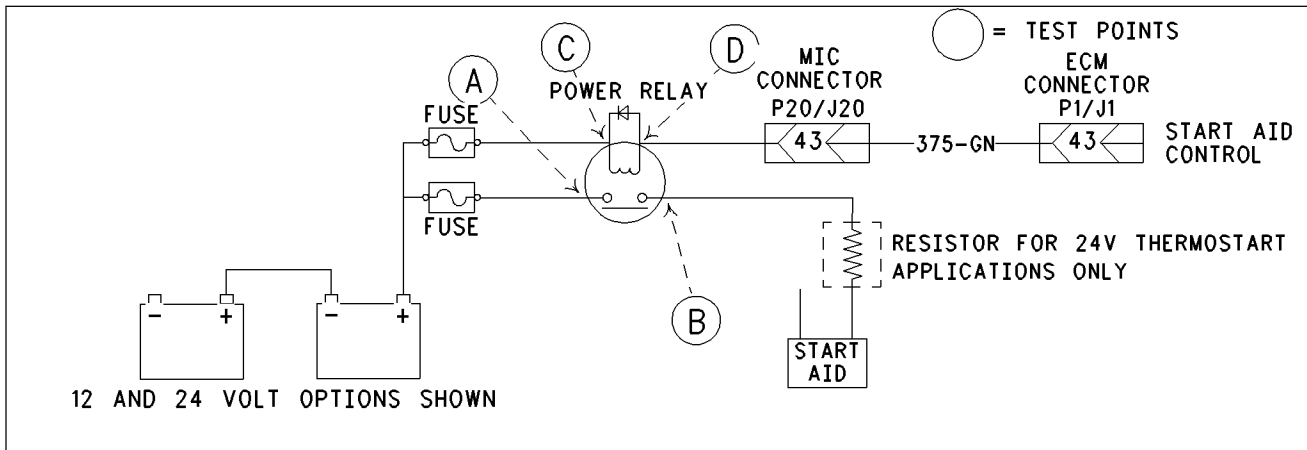 = TEST POINTS
C
D
MIC
CONNECTOR
P20/J20
ECM
CONNECTOR
P1/J1
A
POWER RELAY
FUSE
43
375-GN
43
START AID
CONTROL
FUSE
RESISTOR FOR 24V THERMOSTART
APPLICATIONS ONLY
B
- +
- +
START
AID
12 AND 24 VOLT OPTIONS SHOWN